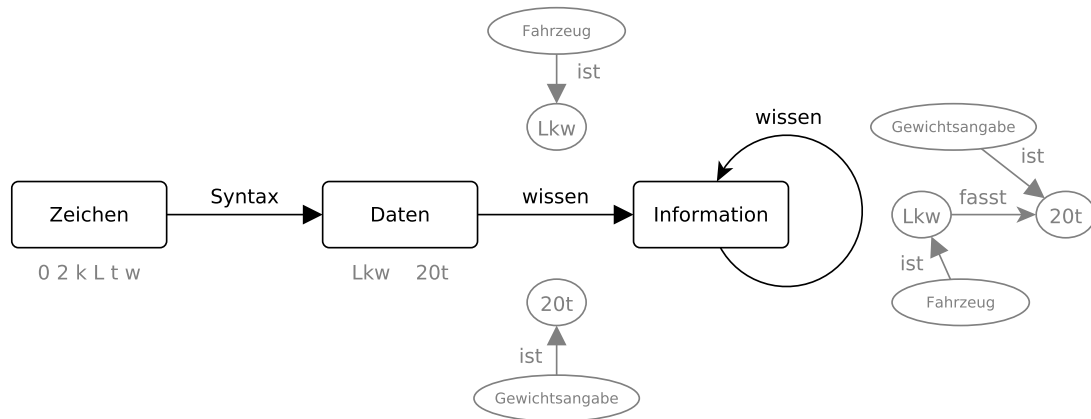 Fahrzeug
ist
Lkw
wissen
Gewichtsangabe
ist
Zeichen
Syntax
Daten
wissen
Information
Lkw
fasst
20t
0 2 k L t w
Lkw 20t
ist
Fahrzeug
20t
ist
Gewichtsangabe